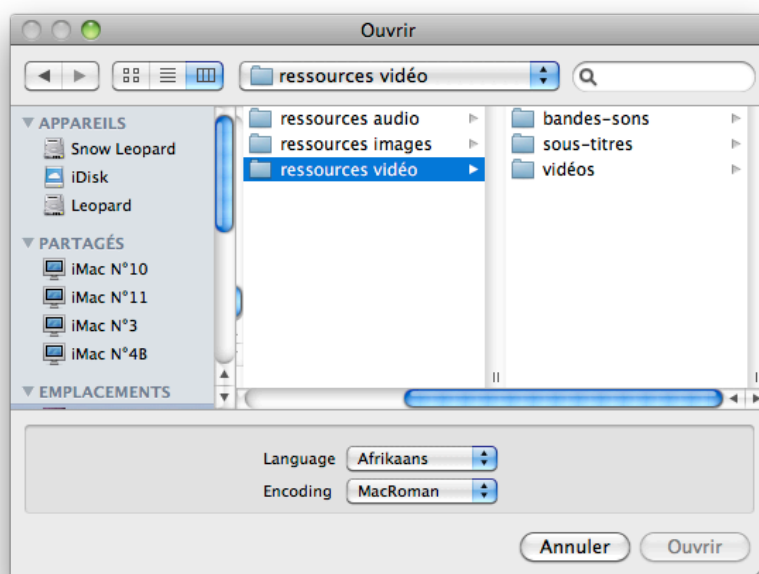 Ouvrir
ressources vidéo
APPAREILS
Snow Leopard
iDisk
Leopard
PARTAGÉS
iMac N°10
iMac N°11
iMac N°3
iMac N°4B
EMPLACEMENTS
ressources audio
ressources images
ressources vidéo
bandes-sons
sous-titres
vidéos
Language Afrikaans
Encoding MacRoman
Annuler Ouvrir